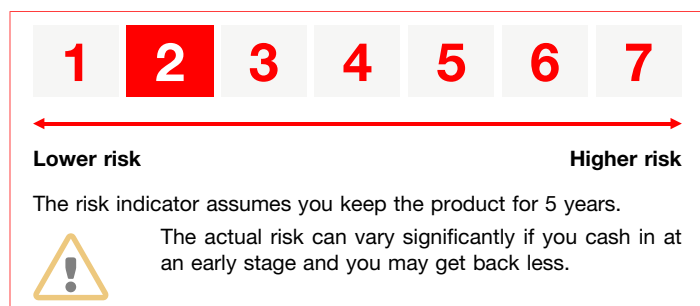 1 2 3 4 5 6 7
Lower risk Higher risk
The risk indicator assumes you keep the product for 5 years.
The actual risk can vary significantly if you cash in at
an early stage and you may get back less.